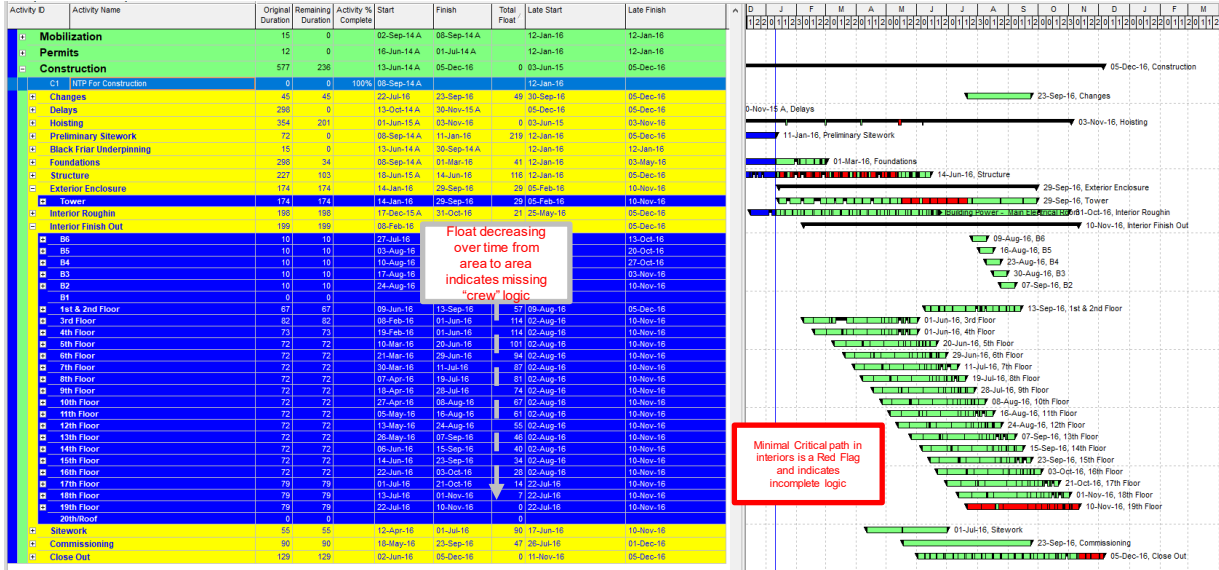 Activity ID Activity Name Original Duration Remaining Duration Activity % Complete Start Finish Total Float Late Start Late Finish
Mobilization 15 0 02-Sep-14 A 08-Sep-14 A 12-Jan-16 12-Jan-16
Permits 12 0 16-Jun-14 A 01-Jul-14 A 12-Jan-16 12-Jan-16
Construction 577 236 13-Jun-14 A 05-Dec-16 0 03-Jun-15 05-Dec-16
C1 NTP For Construction 0 0 100% 08-Sep-14 A 12-Jan-16
Changes 45 45 22-Jul-16 23-Sep-16 49 30-Sep-16 05-Dec-16
Delays 298 0 13-Oct-14 A 30-Nov-15 A 05-Dec-16 05-Dec-16
Hoisting 354 201 01-Jun-15 A 03-Nov-16 0 03-Jun-15 05-Dec-16
Preliminary Sitework 72 0 08-Sep-14 A 11-Jan-16 219 12-Jan-16 05-Dec-16
Black Friar Underpinning 15 0 13-Jun-14 A 30-Sep-14 A 12-Jan-16 12-Jan-16
Foundations 298 34 08-Sep-14 A 01-Mar-16 41 12-Jan-16 03-May-16
Structure 227 103 18-Jun-15 A 14-Jun-16 116 12-Jan-16 05-Dec-16
Exterior Enclosure 174 174 14-Jan-16 29-Sep-16 29 05-Feb-16 10-Nov-16
Tower 174 174 14-Jan-16 29-Sep-16 29 05-Feb-16 10-Nov-16
Interior Roughin 198 198 17-Dec-15 A 31-Oct-16 21 25-May-16 05-Dec-16
Interior Finish Out 199 199 08-Feb-16 05-Dec-16
B6 10 10 27-Jul-16 13-Oct-16
B5 10 10 03-Aug-16 20-Oct-16
B4 10 10 10-Aug-16 27-Oct-16
B3 10 10 17-Aug-16 03-Nov-16
B2 10 10 24-Aug-16 10-Nov-16
B1 0 0
1st & 2nd Floor 67 67 09-Jun-16 13-Sep-16 57 09-Aug-16 05-Dec-16
3rd Floor 82 82 08-Feb-16 01-Jun-16 114 02-Aug-16 10-Nov-16
4th Floor 73 73 19-Feb-16 01-Jun-16 114 02-Aug-16 10-Nov-16
5th Floor 72 72 10-Mar-16 20-Jun-16 101 02-Aug-16 10-Nov-16
6th Floor 72 72 21-Mar-16 29-Jun-16 94 02-Aug-16 10-Nov-16
7th Floor 72 72 30-Mar-16 11-Jul-16 87 02-Aug-16 10-Nov-16
8th Floor 72 72 07-Apr-16 19-Jul-16 81 02-Aug-16 10-Nov-16
9th Floor 72 72 18-Apr-16 28-Jul-16 74 02-Aug-16 10-Nov-16
10th Floor 72 72 27-Apr-16 08-Aug-16 67 02-Aug-16 10-Nov-16
11th Floor 72 72 05-May-16 16-Aug-16 61 02-Aug-16 10-Nov-16
12th Floor 72 72 13-May-16 24-Aug-16 55 02-Aug-16 10-Nov-16
13th Floor 72 72 26-May-16 07-Sep-16 46 02-Aug-16 10-Nov-16
14th Floor 72 72 06-Jun-16 15-Sep-16 40 02-Aug-16 10-Nov-16
15th Floor 72 72 14-Jun-16 23-Sep-16 34 02-Aug-16 10-Nov-16
16th Floor 72 72 22-Jun-16 03-Oct-16 28 02-Aug-16 10-Nov-16
17th Floor 79 79 01-Jul-16 21-Oct-16 14 22-Jul-16 10-Nov-16
18th Floor 79 79 13-Jul-16 01-Nov-16 7 22-Jul-16 10-Nov-16
19th Floor 79 79 22-Jul-16 10-Nov-16 0 22-Jul-16 10-Nov-16
20th/Roof 0 0 0
Sitework 55 55 12-Apr-16 01-Jul-16 90 17-Jun-16 10-Nov-16
Commissioning 90 90 18-May-16 23-Sep-16 47 26-Jul-16 01-Dec-16
Close Out 129 129 02-Jun-16 05-Dec-16 0 11-Nov-16 05-Dec-16
Float decreasing
over time from
area to area
indicates missing
“crew” logic
D J F M A M J J A S O N D J F M
05-Dec-16, Construction
23-Sep-16, Changes
0-Nov-15 A, Delays
03-Nov-16, Hoisting
11-Jan-16, Preliminary Sitework
01-Mar-16, Foundations
14-Jun-16, Structure
29-Sep-16, Exterior Enclosure
29-Sep-16, Tower
Building Power - Main Electrical Room
31-Oct-16, Interior Roughin
10-Nov-16, Interior Finish Out
09-Aug-16, B6
16-Aug-16, B5
23-Aug-16, B4
30-Aug-16, B3
07-Sep-16, B2
13-Sep-16, 1st & 2nd Floor
01-Jun-16, 3rd Floor
01-Jun-16, 4th Floor
20-Jun-16, 5th Floor
29-Jun-16, 6th Floor
11-Jul-16, 7th Floor
19-Jul-16, 8th Floor
28-Jul-16, 9th Floor
08-Aug-16, 10th Floor
16-Aug-16, 11th Floor
24-Aug-16, 12th Floor
07-Sep-16, 13th Floor
15-Sep-16, 14th Floor
23-Sep-16, 15th Floor
03-Oct-16, 16th Floor
21-Oct-16, 17th Floor
01-Nov-16, 18th Floor
10-Nov-16, 19th Floor
01-Jul-16, Sitework
23-Sep-16, Commissioning
05-Dec-16, Close Out
Minimal Critical path in
interiors is a Red Flag
and indicates
incomplete logic